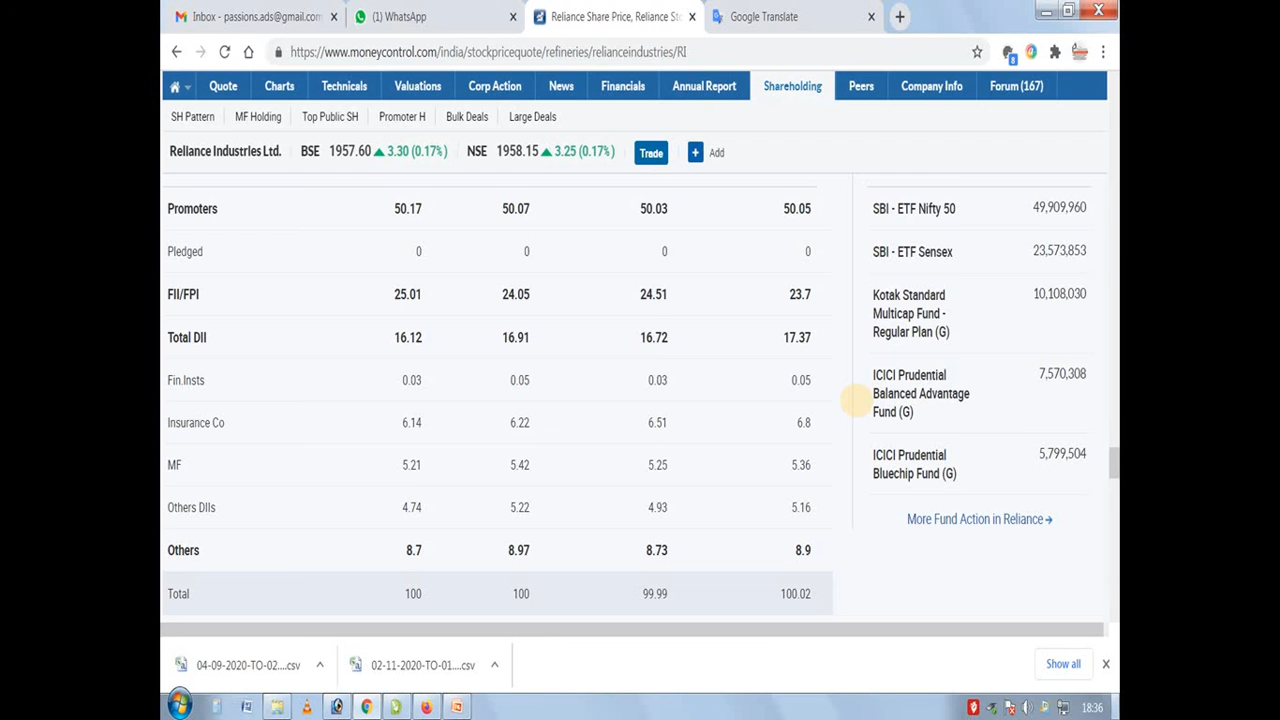 Inbox - passions.ads@gmail.com
(1) WhatsApp
Reliance Share Price, Reliance St
Google Translate
https://www.moneycontrol.com/india/stockpricequote/refineries/relianceindustries/RI
8
Quote Charts Technicals Valuations Corp Action News Financials Annual Report Shareholding Peers Company Info Forum (167)
SH Pattern MF Holding Top Public SH Promoter H Bulk Deals Large Deals
Reliance Industries Ltd. BSE 1957.60 ▲ 3.30 (0.17%) NSE 1958.15 ▲ 3.25 (0.17%) Trade + Add
Promoters 50.17 50.07 50.03 50.05
Pledged 0 0 0 0
FII/FPI 25.01 24.05 24.51 23.7
Total DII 16.12 16.91 16.72 17.37
Fin.Insts 0.03 0.05 0.03 0.05
Insurance Co 6.14 6.22 6.51 6.8
MF 5.21 5.42 5.25 5.36
Others DIIs 4.74 5.22 4.93 5.16
Others 8.7 8.97 8.73 8.9
Total 100 100 99.99 100.02
SBI - ETF Nifty 50 49,909,960
SBI - ETF Sensex 23,573,853
Kotak Standard 10,108,030
Multicap Fund -
Regular Plan (G)
ICICI Prudential 7,570,308
Balanced Advantage
Fund (G)
ICICI Prudential 5,799,504
Bluechip Fund (G)
More Fund Action in Reliance →
04-09-2020-TO-02....csv
02-11-2020-TO-01....csv
Show all
18:36